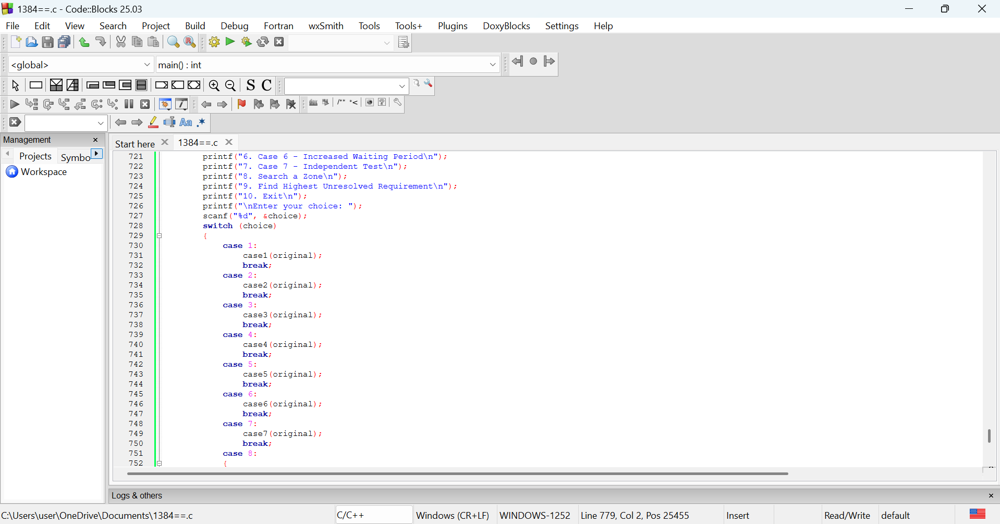 1384==.c - Code::Blocks 25.03
File Edit View Search Project Build Debug Fortran wxSmith Tools Tools+ Plugins DoxyBlocks Settings Help
<global> main() : int
S C
/** *<
Aa .*
Management
Start here 1384==.c
Projects Symbo
Workspace
721 printf("6. Case 6 - Increased Waiting Period\n");
722 printf("7. Case 7 - Independent Test\n");
723 printf("8. Search a Zone\n");
724 printf("9. Find Highest Unresolved Requirement\n");
725 printf("10. Exit\n");
726 printf("\nEnter your choice: ");
727 scanf("%d", &choice);
728 switch (choice)
729 {
730 case 1:
731 case1(original);
732 break;
733 case 2:
734 case2(original);
735 break;
736 case 3:
737 case3(original);
738 break;
739 case 4:
740 case4(original);
741 break;
742 case 5:
743 case5(original);
744 break;
745 case 6:
746 case6(original);
747 break;
748 case 7:
749 case7(original);
750 break;
751 case 8:
752 {
Logs & others
C:\Users\user\OneDrive\Documents\1384==.c C/C++ Windows (CR+LF) WINDOWS-1252 Line 779, Col 2, Pos 25455 Insert Read/Write default